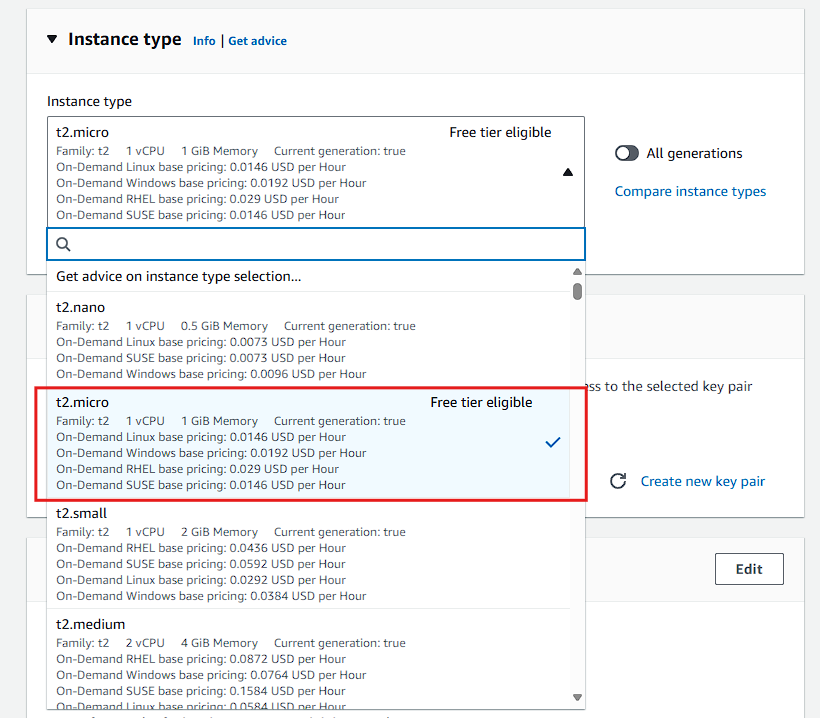 Instance type Info | Get advice
Instance type
t2.micro Free tier eligible
Family: t2 1 vCPU 1 GiB Memory Current generation: true
On-Demand Linux base pricing: 0.0146 USD per Hour
On-Demand Windows base pricing: 0.0192 USD per Hour
On-Demand RHEL base pricing: 0.029 USD per Hour
On-Demand SUSE base pricing: 0.0146 USD per Hour
All generations
Compare instance types
Get advice on instance type selection...
t2.nano
Family: t2 1 vCPU 0.5 GiB Memory Current generation: true
On-Demand Linux base pricing: 0.0073 USD per Hour
On-Demand SUSE base pricing: 0.0073 USD per Hour
On-Demand Windows base pricing: 0.0096 USD per Hour
t2.micro Free tier eligible
Family: t2 1 vCPU 1 GiB Memory Current generation: true
On-Demand Linux base pricing: 0.0146 USD per Hour
On-Demand Windows base pricing: 0.0192 USD per Hour
On-Demand RHEL base pricing: 0.029 USD per Hour
On-Demand SUSE base pricing: 0.0146 USD per Hour
t2.small
Family: t2 1 vCPU 2 GiB Memory Current generation: true
On-Demand RHEL base pricing: 0.0436 USD per Hour
On-Demand SUSE base pricing: 0.0592 USD per Hour
On-Demand Linux base pricing: 0.0292 USD per Hour
On-Demand Windows base pricing: 0.0384 USD per Hour
t2.medium
Family: t2 2 vCPU 4 GiB Memory Current generation: true
On-Demand RHEL base pricing: 0.0872 USD per Hour
On-Demand Windows base pricing: 0.0764 USD per Hour
On-Demand SUSE base pricing: 0.1584 USD per Hour
On-Demand Linux base pricing: 0.0584 USD per Hour
to the selected key pair
Create new key pair
Edit